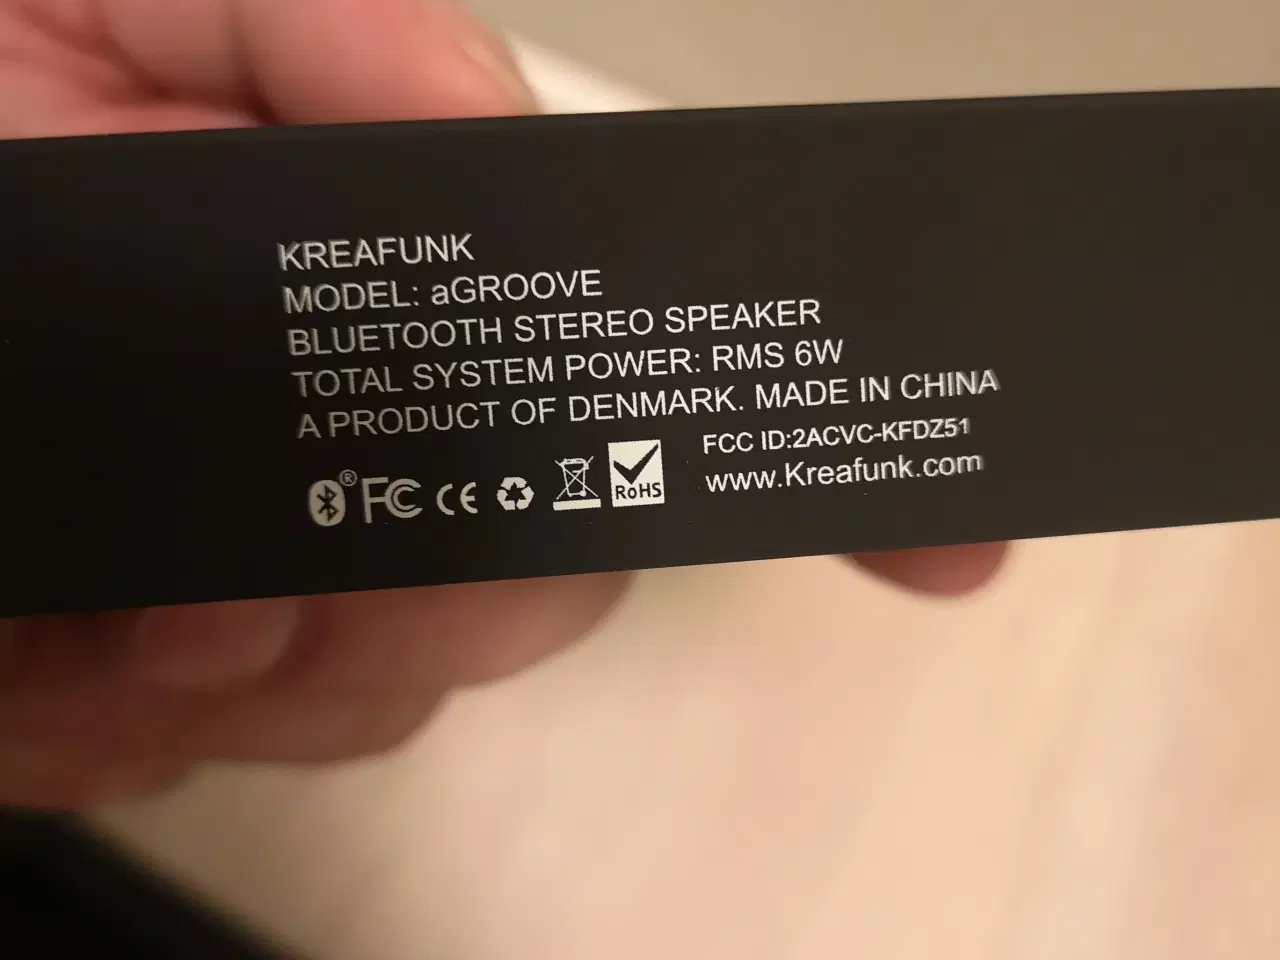 KREAFUNK
MODEL: aGROOVE
BLUETOOTH STEREO SPEAKER
TOTAL SYSTEM POWER: RMS 6W
A PRODUCT OF DENMARK. MADE IN CHINA
FCC ID:2ACVC-KFDZ51
www.Kreafunk.com
® FC CE RoHS